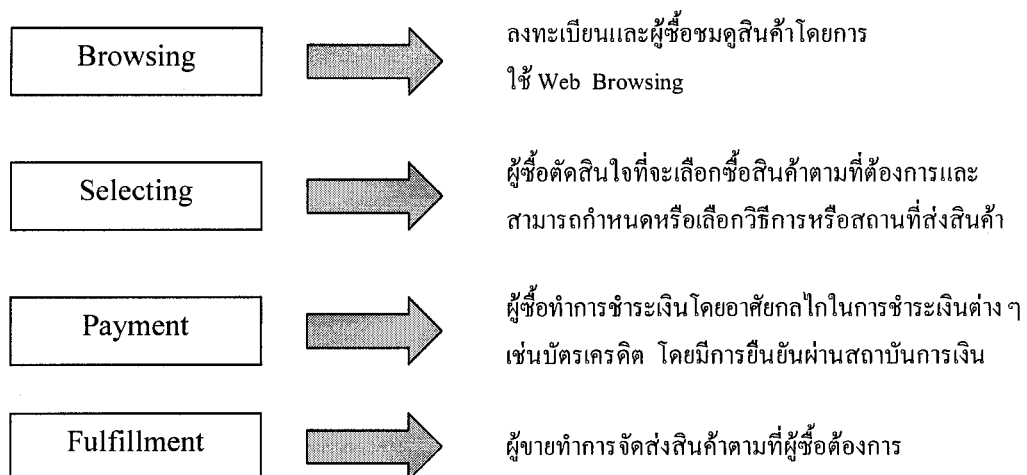 Browsing
ลงทะเบียนและผู้ซื้อชมดูสินค้าโดยการ
ใช้ Web Browsing
Selecting
ผู้ซื้อตัดสินใจที่จะเลือกซื้อสินค้าตามที่ต้องการและ
สามารถกำหนดหรือเลือกวิธีการหรือสถานที่ส่งสินค้า
Payment
ผู้ซื้อทำการชำระเงินโดยอาศัยกลไกในการชำระเงินต่าง ๆ
เช่นบัตรเครคิต โดยมีการยืนยันผ่านสถาบันการเงิน
Fulfillment
ผู้ขายทำการจัดส่งสินค้าตามที่ผู้ซื้อต้องการ